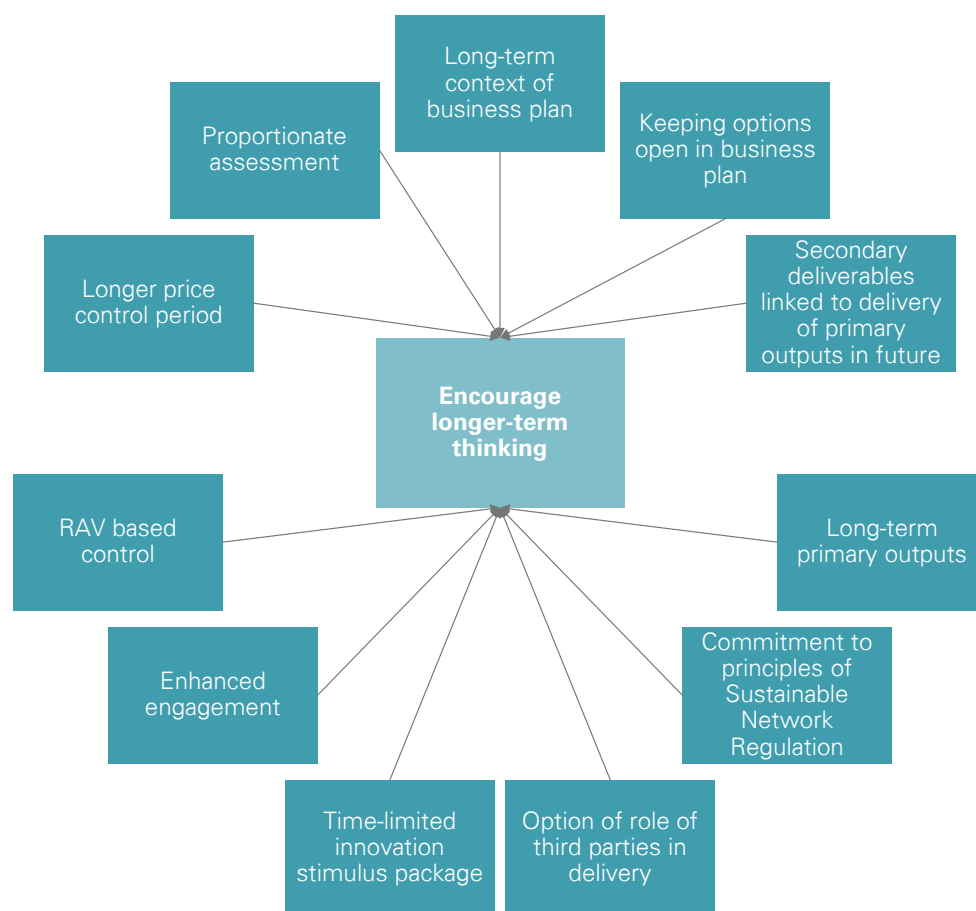 Long-term
context of
business plan
Proportionate
assessment
Keeping options
open in business
plan
Longer price
control period
Secondary
deliverables
linked to delivery
of primary
outputs in future
Encourage
longer-term
thinking
RAV based
control
Long-term
primary outputs
Enhanced
engagement
Commitment to
principles of
Sustainable
Network
Regulation
Time-limited
innovation
stimulus package
Option of role of
third parties in
delivery